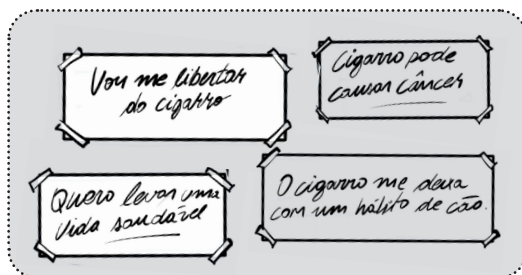 Vou me libertar
do cigarro
Cigarro pode
causar câncer
Quero levar uma
vida saudável
O cigarro me deixa
com um hálito de cão.